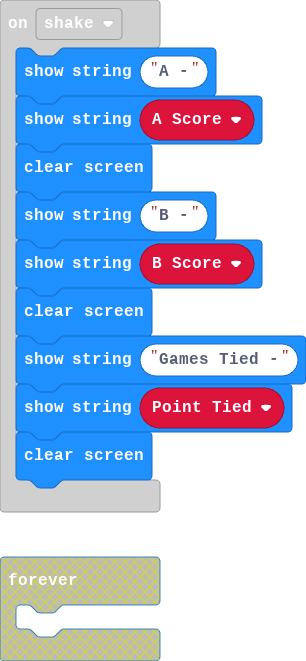 on shake
show string "A -"
show string A Score
clear screen
show string "B -"
show string B Score
clear screen
show string "Games Tied -"
show string Point Tied
clear screen
forever